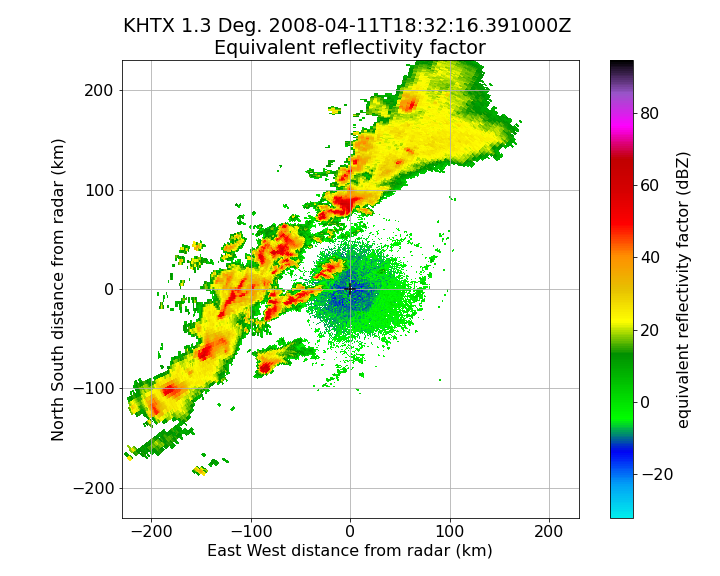 KHTX 1.3 Deg. 2008-04-11T18:32:16.391000Z
Equivalent reflectivity factor
North South distance from radar (km)
200
100
0
−100
−200
−200 −100 0 100 200
East West distance from radar (km)
80
60
40
20
0
−20
equivalent reflectivity factor (dBZ)